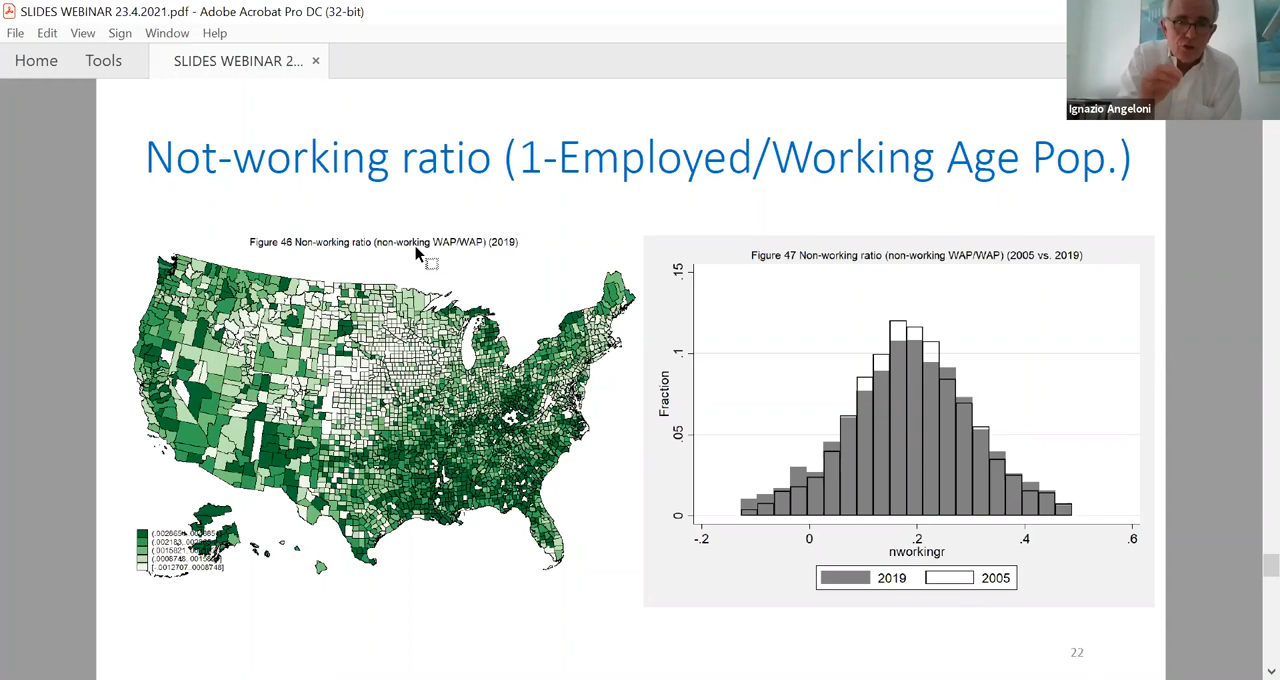 SLIDES WEBINAR 23.4.2021.pdf - Adobe Acrobat Pro DC (32-bit)
File Edit View Sign Window Help
Home Tools SLIDES WEBINAR 2... ×
Ignazio Angeloni
Not-working ratio (1-Employed/Working Age Pop.)
Figure 46 Non-working ratio (non-working WAP/WAP) (2019)
Figure 47 Non-working ratio (non-working WAP/WAP) (2005 vs. 2019)
.15
.1
.05
0
Fraction
-.2 0 .2 .4 .6
nworkingr
2019 2005
22